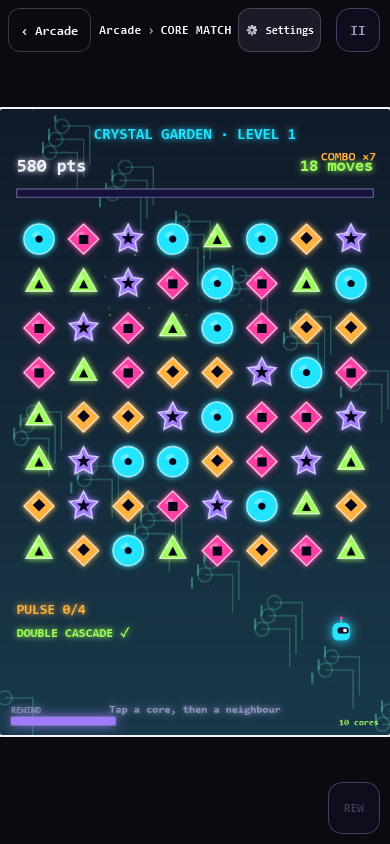 ‹ Arcade
Arcade › CORE MATCH
Settings
II
CRYSTAL GARDEN · LEVEL 1
COMBO ×7
580 pts
18 moves
PULSE 0/4
DOUBLE CASCADE ✓
REWIND
Tap a core, then a neighbour
10 cores
REW